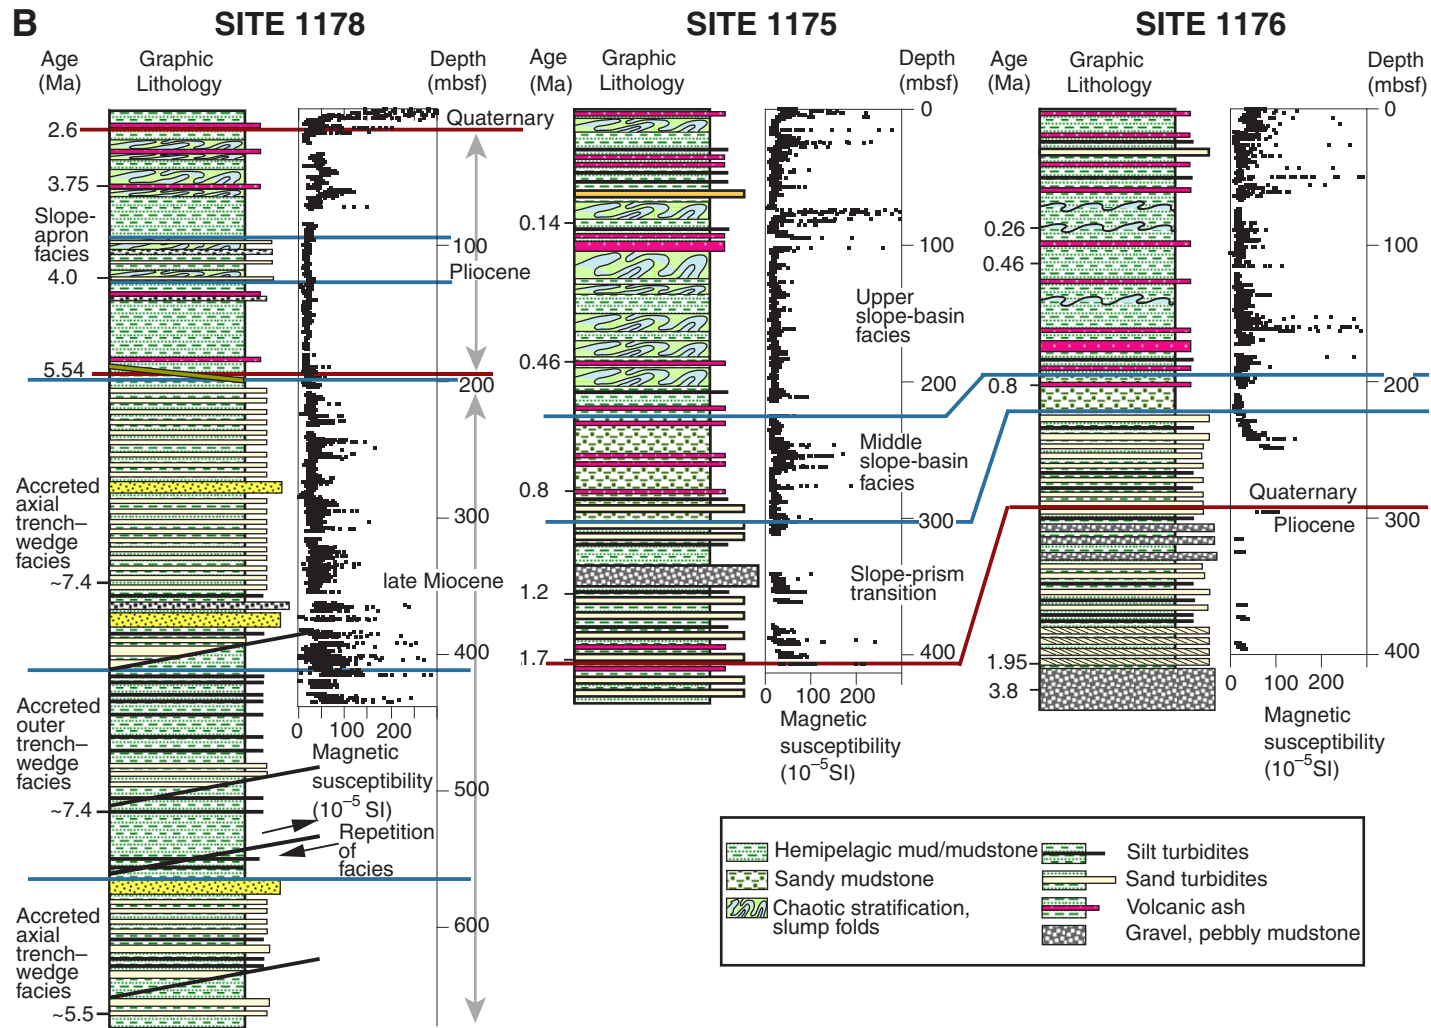 B
SITE 1178
SITE 1175
SITE 1176
Age
(Ma)
Graphic
Lithology
Depth
(mbsf)
2.6
3.75
Slope-
apron
facies
4.0
5.54
Accreted
axial
trench–
wedge
facies
~7.4
Accreted
outer
trench–
wedge
facies
~7.4
Accreted
axial
trench–
wedge
facies
~5.5
Quaternary
100
Pliocene
200
300
late Miocene
400
500
600
0
100
200
Magnetic
susceptibility
(10–5 SI)
Repetition
of
facies
Age
(Ma)
Graphic
Lithology
Depth
(mbsf)
0.14
0.46
0.8
1.2
1.7
0
100
Upper
slope-basin
facies
200
Middle
slope-basin
facies
300
Slope-prism
transition
400
0
100
200
Magnetic
susceptibility
(10–5SI)
Age
(Ma)
Graphic
Lithology
Depth
(mbsf)
0.26
0.46
0.8
1.95
3.8
0
100
200
Quaternary
Pliocene
300
400
0
100
200
Magnetic
susceptibility
(10–5SI)
Hemipelagic mud/mudstone
Sandy mudstone
Chaotic stratification,
slump folds
Silt turbidites
Sand turbidites
Volcanic ash
Gravel, pebbly mudstone